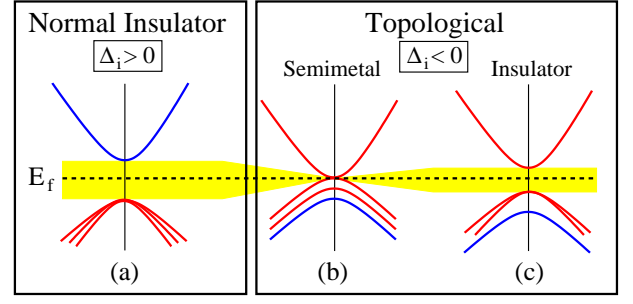 Normal Insulator
Δi > 0
Topological
Δi < 0
Semimetal
Insulator
Ef
(a)
(b)
(c)